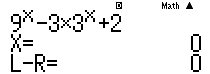 D Math ▲
9^x-3×3^x+2
X= 0
L-R= 0